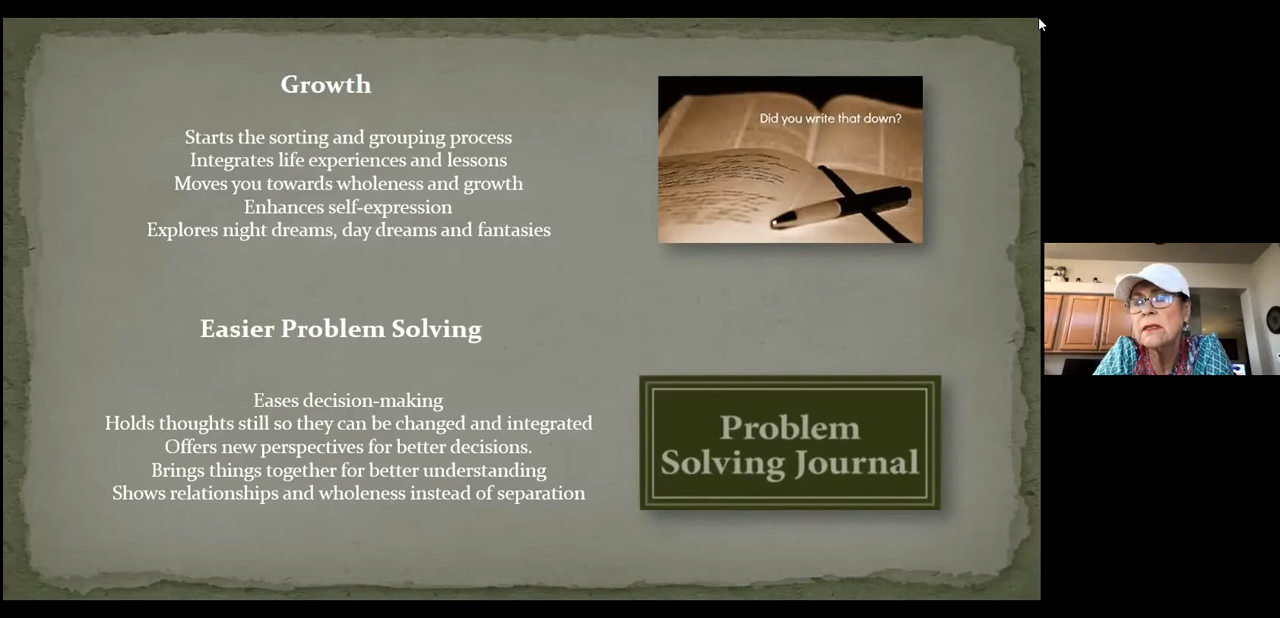 Growth
Starts the sorting and grouping process
Integrates life experiences and lessons
Moves you towards wholeness and growth
Enhances self-expression
Explores night dreams, day dreams and fantasies
Did you write that down?
Easier Problem Solving
Eases decision-making
Holds thoughts still so they can be changed and integrated
Offers new perspectives for better decisions.
Brings things together for better understanding
Shows relationships and wholeness instead of separation
Problem
Solving Journal